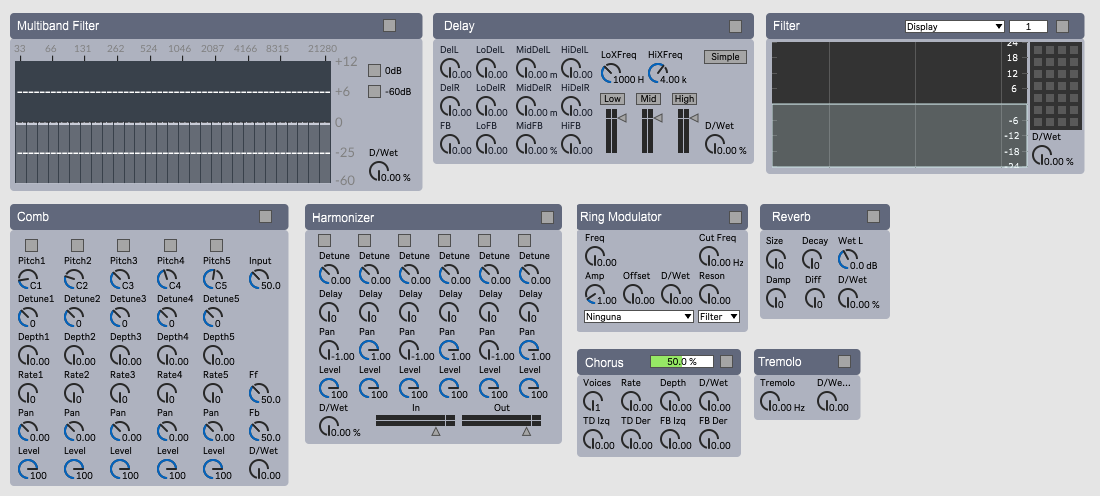 Multiband Filter
33 66 131 262 524 1046 2087 4166 8315 21280
+12
+6
0
-25
-60
0dB
-60dB
D/Wet
0.00 %
Delay
DelL LoDelL MidDelL HiDelL
0.00 0.00 0.00 m 0.00
DelR LoDelR MidDelR HiDelR
0.00 0.00 0.00 m 0.00
FB LoFB MidFB HiFB
0.00 0.00 0.00 % 0.00
LoXFreq HiXFreq
1000 H 4.00 k
Simple
Low Mid High
D/Wet
0.00 %
Filter
Display
1
24
18
12
6
-6
-12
-18
-24
D/Wet
0.00 %
Comb
Pitch1 Pitch2 Pitch3 Pitch4 Pitch5 Input
C1 C2 C3 C4 C5 50.0
Detune1 Detune2 Detune3 Detune4 Detune5
0 0 0 0 0
Depth1 Depth2 Depth3 Depth4 Depth5
0.00 0.00 0.00 0.00 0.00
Rate1 Rate2 Rate3 Rate4 Rate5 Ff
0 0 0 0 0 50.0
Pan Pan Pan Pan Pan Fb
0.00 0.00 0.00 0.00 0.00 50.0
Level Level Level Level Level D/Wet
100 100 100 100 100 0.00
Harmonizer
Detune Detune Detune Detune Detune Detune
0.00 0.00 0.00 0.00 0.00 0.00
Delay Delay Delay Delay Delay Delay
0 0 0 0 0 0
Pan Pan Pan Pan Pan Pan
-1.00 1.00 -1.00 1.00 -1.00 1.00
Level Level Level Level Level Level
100 100 100 100 100 100
D/Wet In Out
0.00 %
Ring Modulator
Freq Cut Freq
0.00 0.00 Hz
Amp Offset D/Wet Reson
1.00 0.00 0.00 0.00
Ninguna Filter
Reverb
Size Decay Wet L
0 0 0.0 dB
Damp Diff D/Wet
0 0 0.00 %
Chorus 50.0 %
Voices Rate Depth D/Wet
1 0.00 0.00 0.00
TD Izq TD Der FB Izq FB Der
0.00 0.00 0.00 0.00
Tremolo
Tremolo D/We...
0.00 Hz 0.00